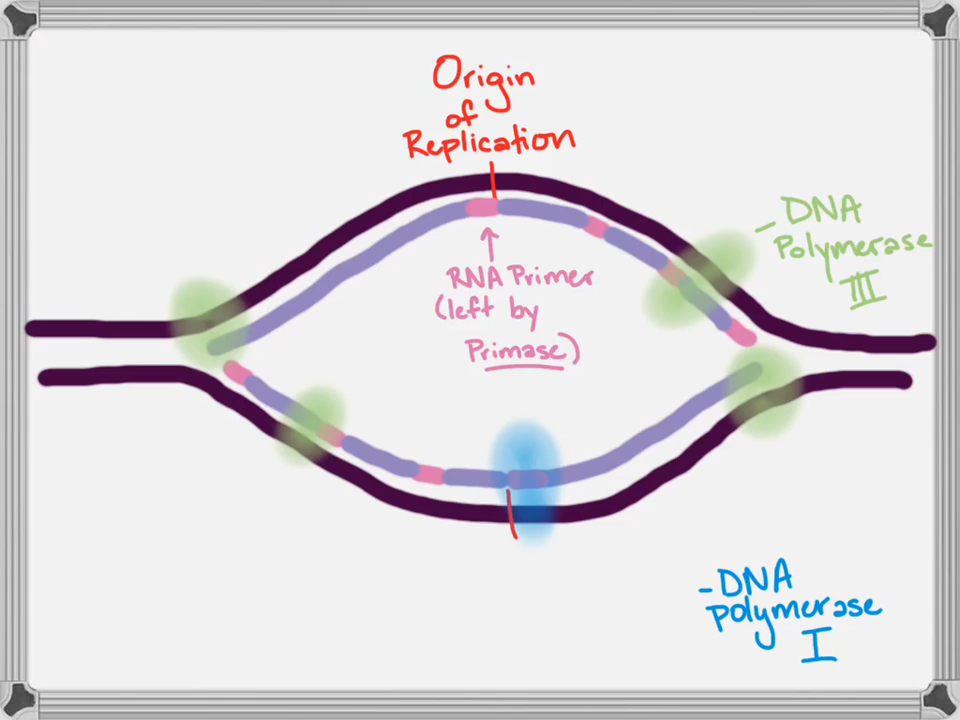 Origin
of
Replication
- DNA
Polymerase
III
RNA Primer
(left by
Primase)
- DNA
Polymerase
I